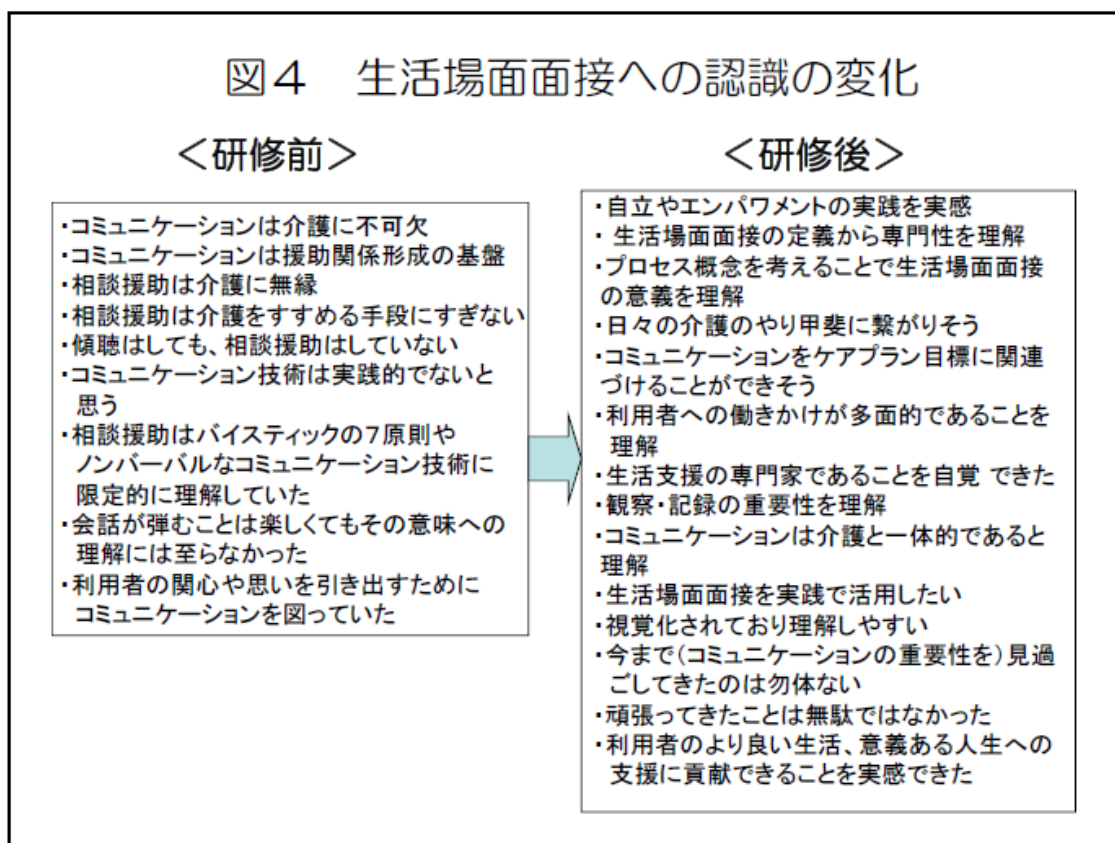 図４　生活場面面接への認識の変化
＜研修前＞
・コミュニケーションは介護に不可欠
・コミュニケーションは援助関係形成の基盤
・相談援助は介護に無縁
・相談援助は介護をすすめる手段にすぎない
・傾聴はしても、相談援助はしていない
・コミュニケーション技術は実践的でないと
思う
・相談援助はバイスティックの７原則や
ノンバーバルなコミュニケーション技術に
限定的に理解していた
・会話が弾むことは楽しくてもその意味への
理解には至らなかった
・利用者の関心や思いを引き出すために
コミュニケーションを図っていた
＜研修後＞
・自立やエンパワメントの実践を実感
・ 生活場面面接の定義から専門性を理解
・プロセス概念を考えることで生活場面面接
の意義を理解
・日々の介護のやり甲斐に繋がりそう
・コミュニケーションをケアプラン目標に関連
づけることができそう
・利用者への働きかけが多面的であることを
理解
・生活支援の専門家であることを自覚 できた
・観察・記録の重要性を理解
・コミュニケーションは介護と一体的であると
理解
・生活場面面接を実践で活用したい
・視覚化されており理解しやすい
・今まで（コミュニケーションの重要性を）見過
ごしてきたのは勿体ない
・頑張ってきたことは無駄ではなかった
・利用者のより良い生活、意義ある人生への
支援に貢献できることを実感できた